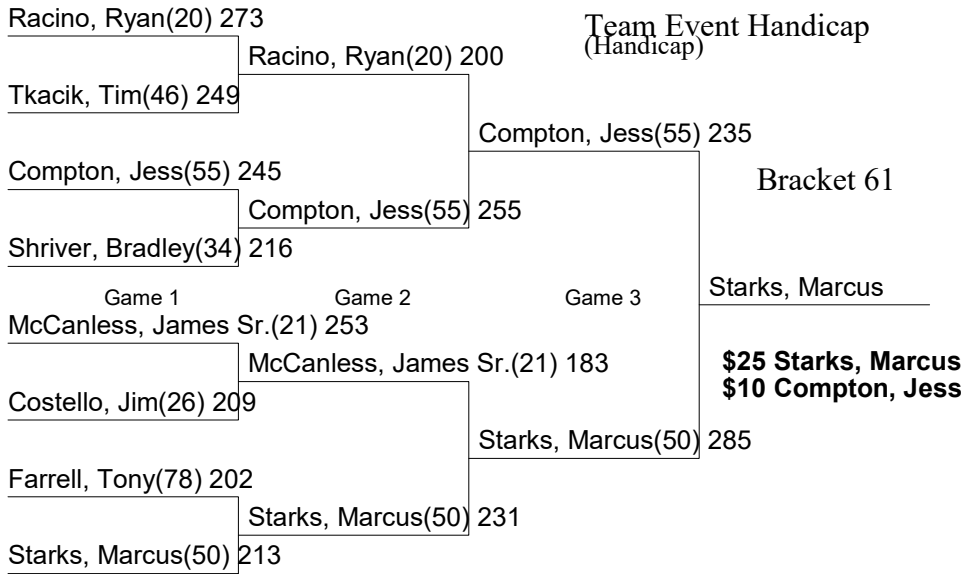 Racino, Ryan(20) 273
Team Event Handicap
(Handicap)
Racino, Ryan(20) 200
Tkacik, Tim(46) 249
Compton, Jess(55) 235
Compton, Jess(55) 245
Bracket 61
Compton, Jess(55) 255
Shriver, Bradley(34) 216
Game 1
Game 2
Game 3
Starks, Marcus
McCanless, James Sr.(21) 253
McCanless, James Sr.(21) 183
$25 Starks, Marcus
$10 Compton, Jess
Costello, Jim(26) 209
Starks, Marcus(50) 285
Farrell, Tony(78) 202
Starks, Marcus(50) 231
Starks, Marcus(50) 213